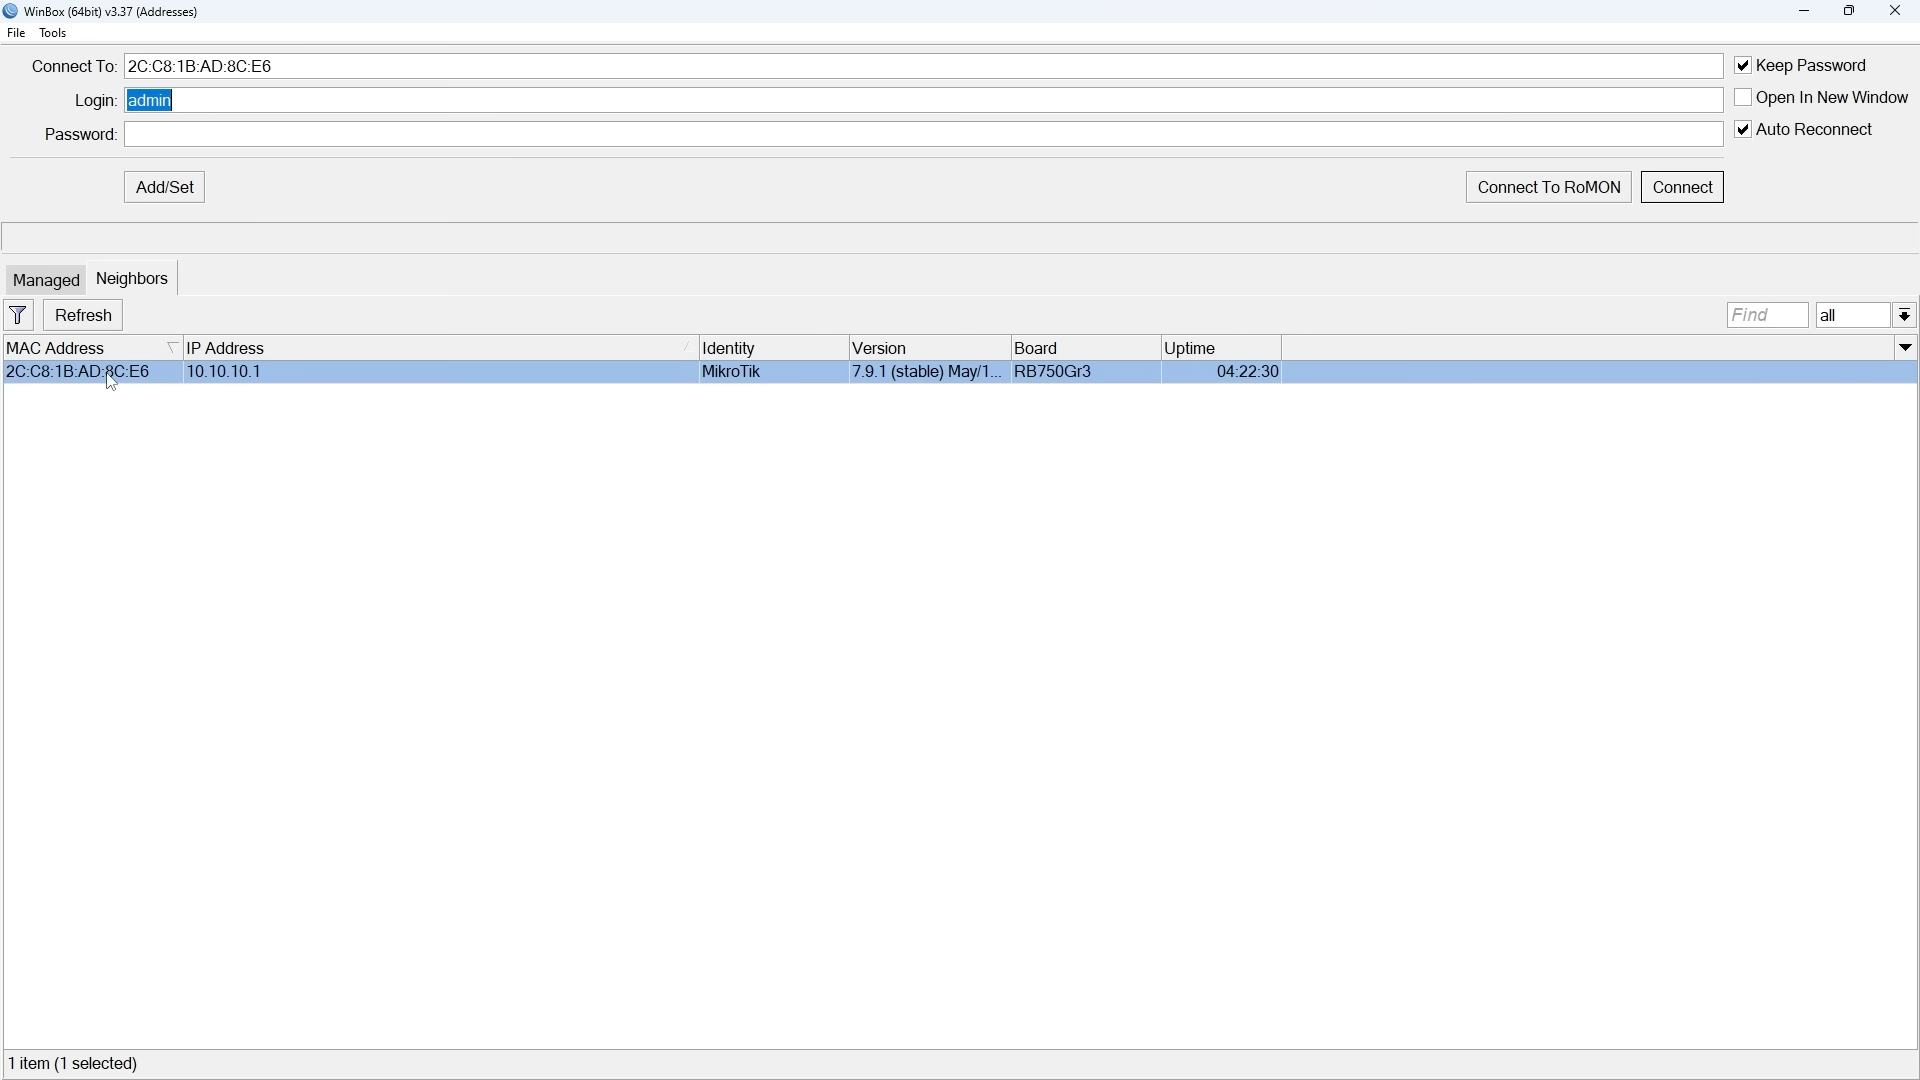 WinBox (64bit) v3.37 (Addresses)
File Tools
Connect To: 2C:C8:1B:AD:8C:E6 Keep Password
Login: admin Open In New Window
Password: Auto Reconnect
Add/Set Connect To RoMON Connect
Managed Neighbors
Refresh Find all
MAC Address IP Address Identity Version Board Uptime
2C:C8:1B:AD:8C:E6 10.10.10.1 MikroTik 7.9.1 (stable) May/1... RB750Gr3 04:22:30
1 item (1 selected)